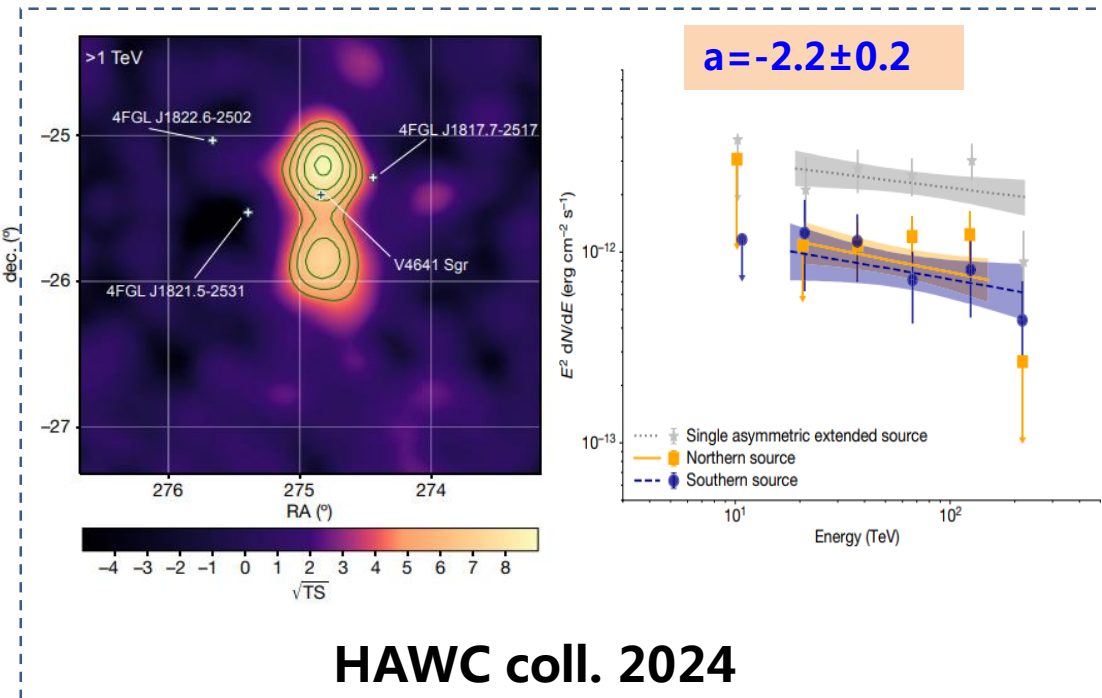 >1 TeV
4FGL J1822.6-2502
4FGL J1817.7-2517
V4641 Sgr
4FGL J1821.5-2531
dec. (°)
−25
−26
−27
276
275
274
RA (°)
−4 −3 −2 −1 0 1 2 3 4 5 6 7 8
√TS
a=-2.2±0.2
E² dN/dE (erg cm⁻² s⁻¹)
10⁻¹²
10⁻¹³
Single asymmetric extended source
Northern source
Southern source
10¹
10²
Energy (TeV)
HAWC coll. 2024